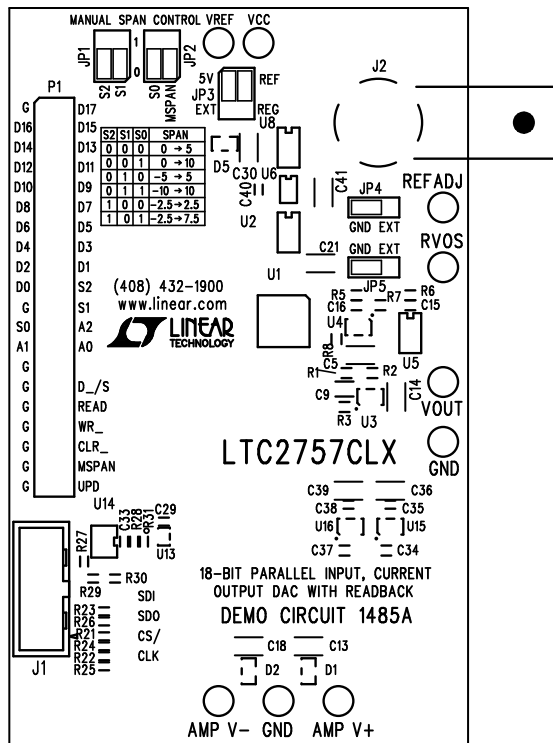 MANUAL SPAN CONTROL VREF VCC
JP1
1
0
JP2
S2
S1
S0
MSPAN
5V
REF
JP3
EXT
REG
J2
P1
U8
G
D17
D16
D15
D14
D13
D12
D11
D10
D9
D8
D7
D6
D5
D4
D3
D2
D1
D0
S2
G
S1
S0
A2
A1
A0
G
G
D_/S
G
READ
G
WR_
G
CLR_
G
MSPAN
G
UPD
S2 S1 S0 SPAN
0 0 0 0→5
0 0 1 0→10
0 1 0 -5→5
0 1 1 -10→10
1 0 0 -2.5→2.5
1 0 1 -2.5→7.5
D5
C30
U6
C40
C41
U2
JP4
GND EXT
REFADJ
C21
GND EXT
JP5
RVOS
U1
(408) 432-1900
www.linear.com
LINEAR
TECHNOLOGY
R5
C16
R7
R6
C15
U4
R8
U5
C5
R1
R2
C9
C14
R3
U3
VOUT
LTC2757CLX
GND
C39
C36
C38
C35
U16
U15
C37
C34
U14
C33
R28
R31
C29
U13
R27
R30
R29
R23
R26
R21
R24
R22
R25
SDI
SDO
CS/
CLK
J1
18-BIT PARALLEL INPUT, CURRENT
OUTPUT DAC WITH READBACK
DEMO CIRCUIT 1485A
C18
C13
D2
D1
AMP V- GND AMP V+